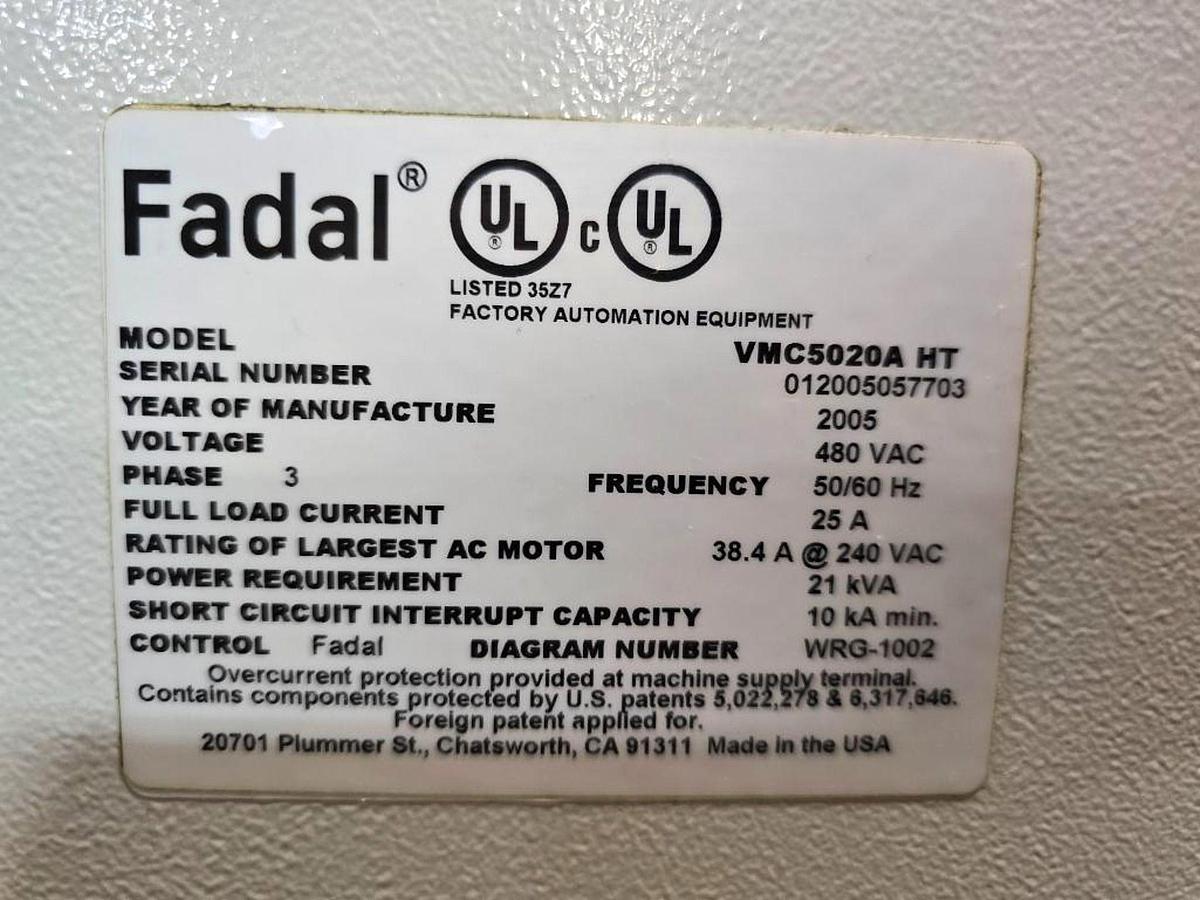 Fadal® UL® c UL®
LISTED 35Z7
FACTORY AUTOMATION EQUIPMENT
MODEL VMC5020A HT
SERIAL NUMBER 012005057703
YEAR OF MANUFACTURE 2005
VOLTAGE 480 VAC
PHASE 3 FREQUENCY 50/60 Hz
FULL LOAD CURRENT 25 A
RATING OF LARGEST AC MOTOR 38.4 A @ 240 VAC
POWER REQUIREMENT 21 kVA
SHORT CIRCUIT INTERRUPT CAPACITY 10 kA min.
CONTROL Fadal DIAGRAM NUMBER WRG-1002
Overcurrent protection provided at machine supply terminal.
Contains components protected by U.S. patents 5,022,278 & 6,317,646.
Foreign patent applied for.
20701 Plummer St., Chatsworth, CA 91311 Made in the USA